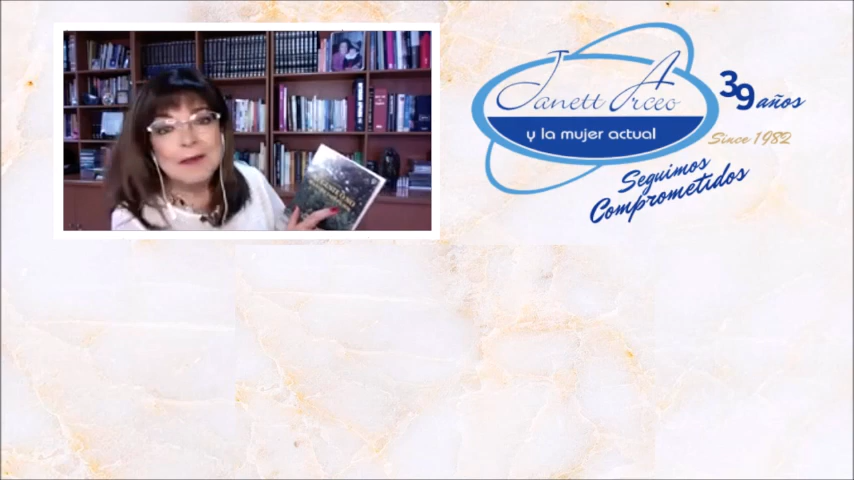 Janett Arceo
y la mujer actual
39 años
Since 1982
Seguimos
Comprometidos